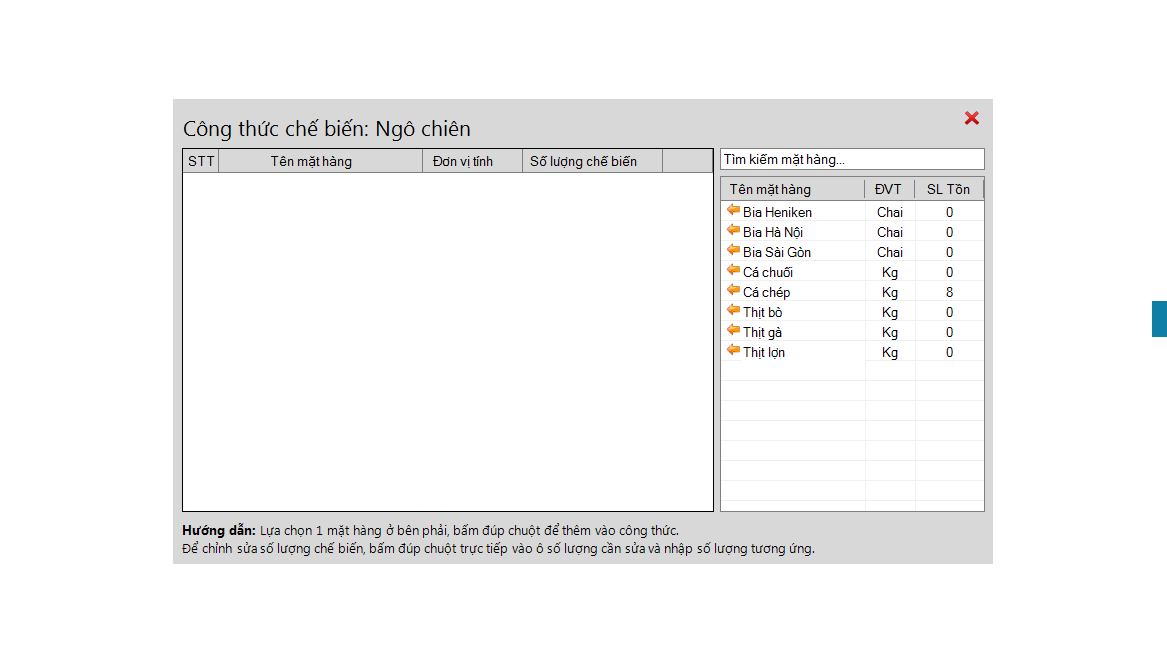 Công thức chế biến: Ngô chiên
STT Tên mặt hàng Đơn vị tính Số lượng chế biến
Tìm kiếm mặt hàng...
Tên mặt hàng ĐVT SL Tồn
Bia Heniken Chai 0
Bia Hà Nội Chai 0
Bia Sài Gòn Chai 0
Cá chuối Kg 0
Cá chép Kg 8
Thịt bò Kg 0
Thịt gà Kg 0
Thịt lợn Kg 0
Hướng dẫn: Lựa chọn 1 mặt hàng ở bên phải, bấm đúp chuột để thêm vào công thức.
Để chỉnh sửa số lượng chế biến, bấm đúp chuột trực tiếp vào ô số lượng cần sửa và nhập số lượng tương ứng.